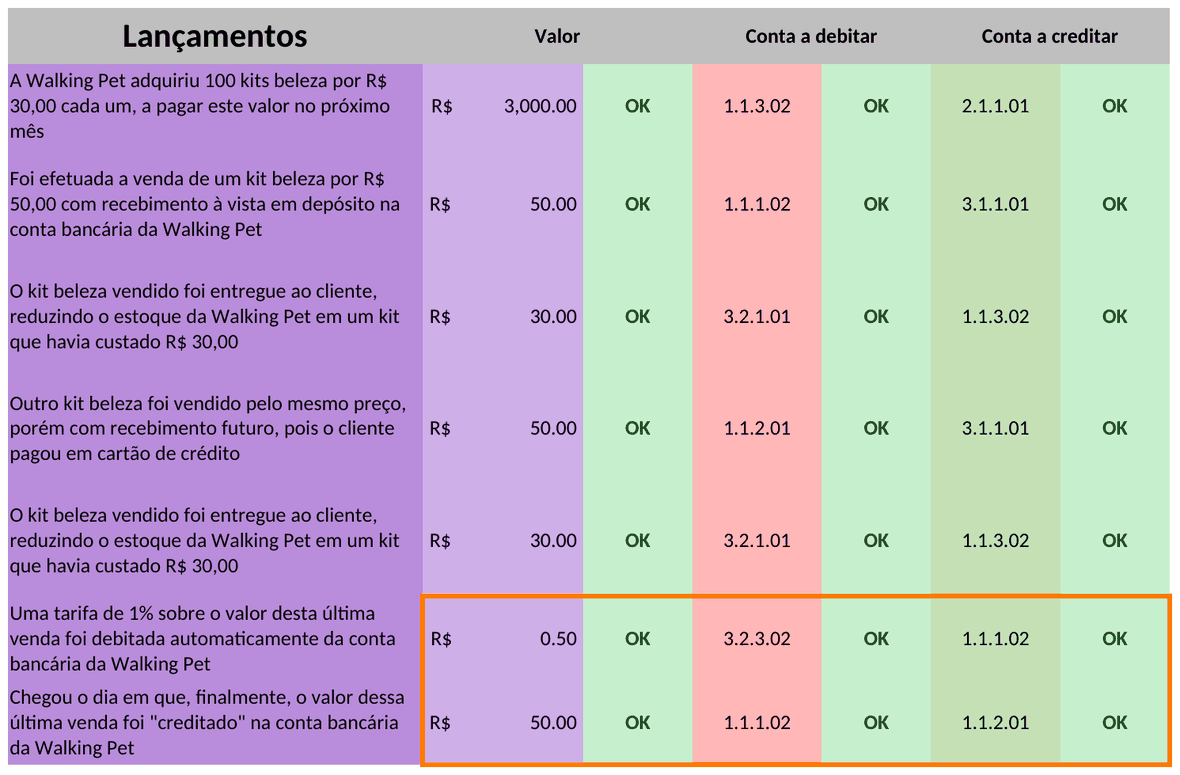 Lançamentos Valor Conta a debitar Conta a creditar
A Walking Pet adquiriu 100 kits beleza por R$
30,00 cada um, a pagar este valor no próximo
mês
R$ 3,000.00 OK 1.1.3.02 OK 2.1.1.01 OK
Foi efetuada a venda de um kit beleza por R$
50,00 com recebimento à vista em depósito na
conta bancária da Walking Pet
R$ 50.00 OK 1.1.1.02 OK 3.1.1.01 OK
O kit beleza vendido foi entregue ao cliente,
reduzindo o estoque da Walking Pet em um kit
que havia custado R$ 30,00
R$ 30.00 OK 3.2.1.01 OK 1.1.3.02 OK
Outro kit beleza foi vendido pelo mesmo preço,
porém com recebimento futuro, pois o cliente
pagou em cartão de crédito
R$ 50.00 OK 1.1.2.01 OK 3.1.1.01 OK
O kit beleza vendido foi entregue ao cliente,
reduzindo o estoque da Walking Pet em um kit
que havia custado R$ 30,00
R$ 30.00 OK 3.2.1.01 OK 1.1.3.02 OK
Uma tarifa de 1% sobre o valor desta última
venda foi debitada automaticamente da conta
bancária da Walking Pet
R$ 0.50 OK 3.2.3.02 OK 1.1.1.02 OK
Chegou o dia em que, finalmente, o valor dessa
última venda foi "creditado" na conta bancária
da Walking Pet
R$ 50.00 OK 1.1.1.02 OK 1.1.2.01 OK